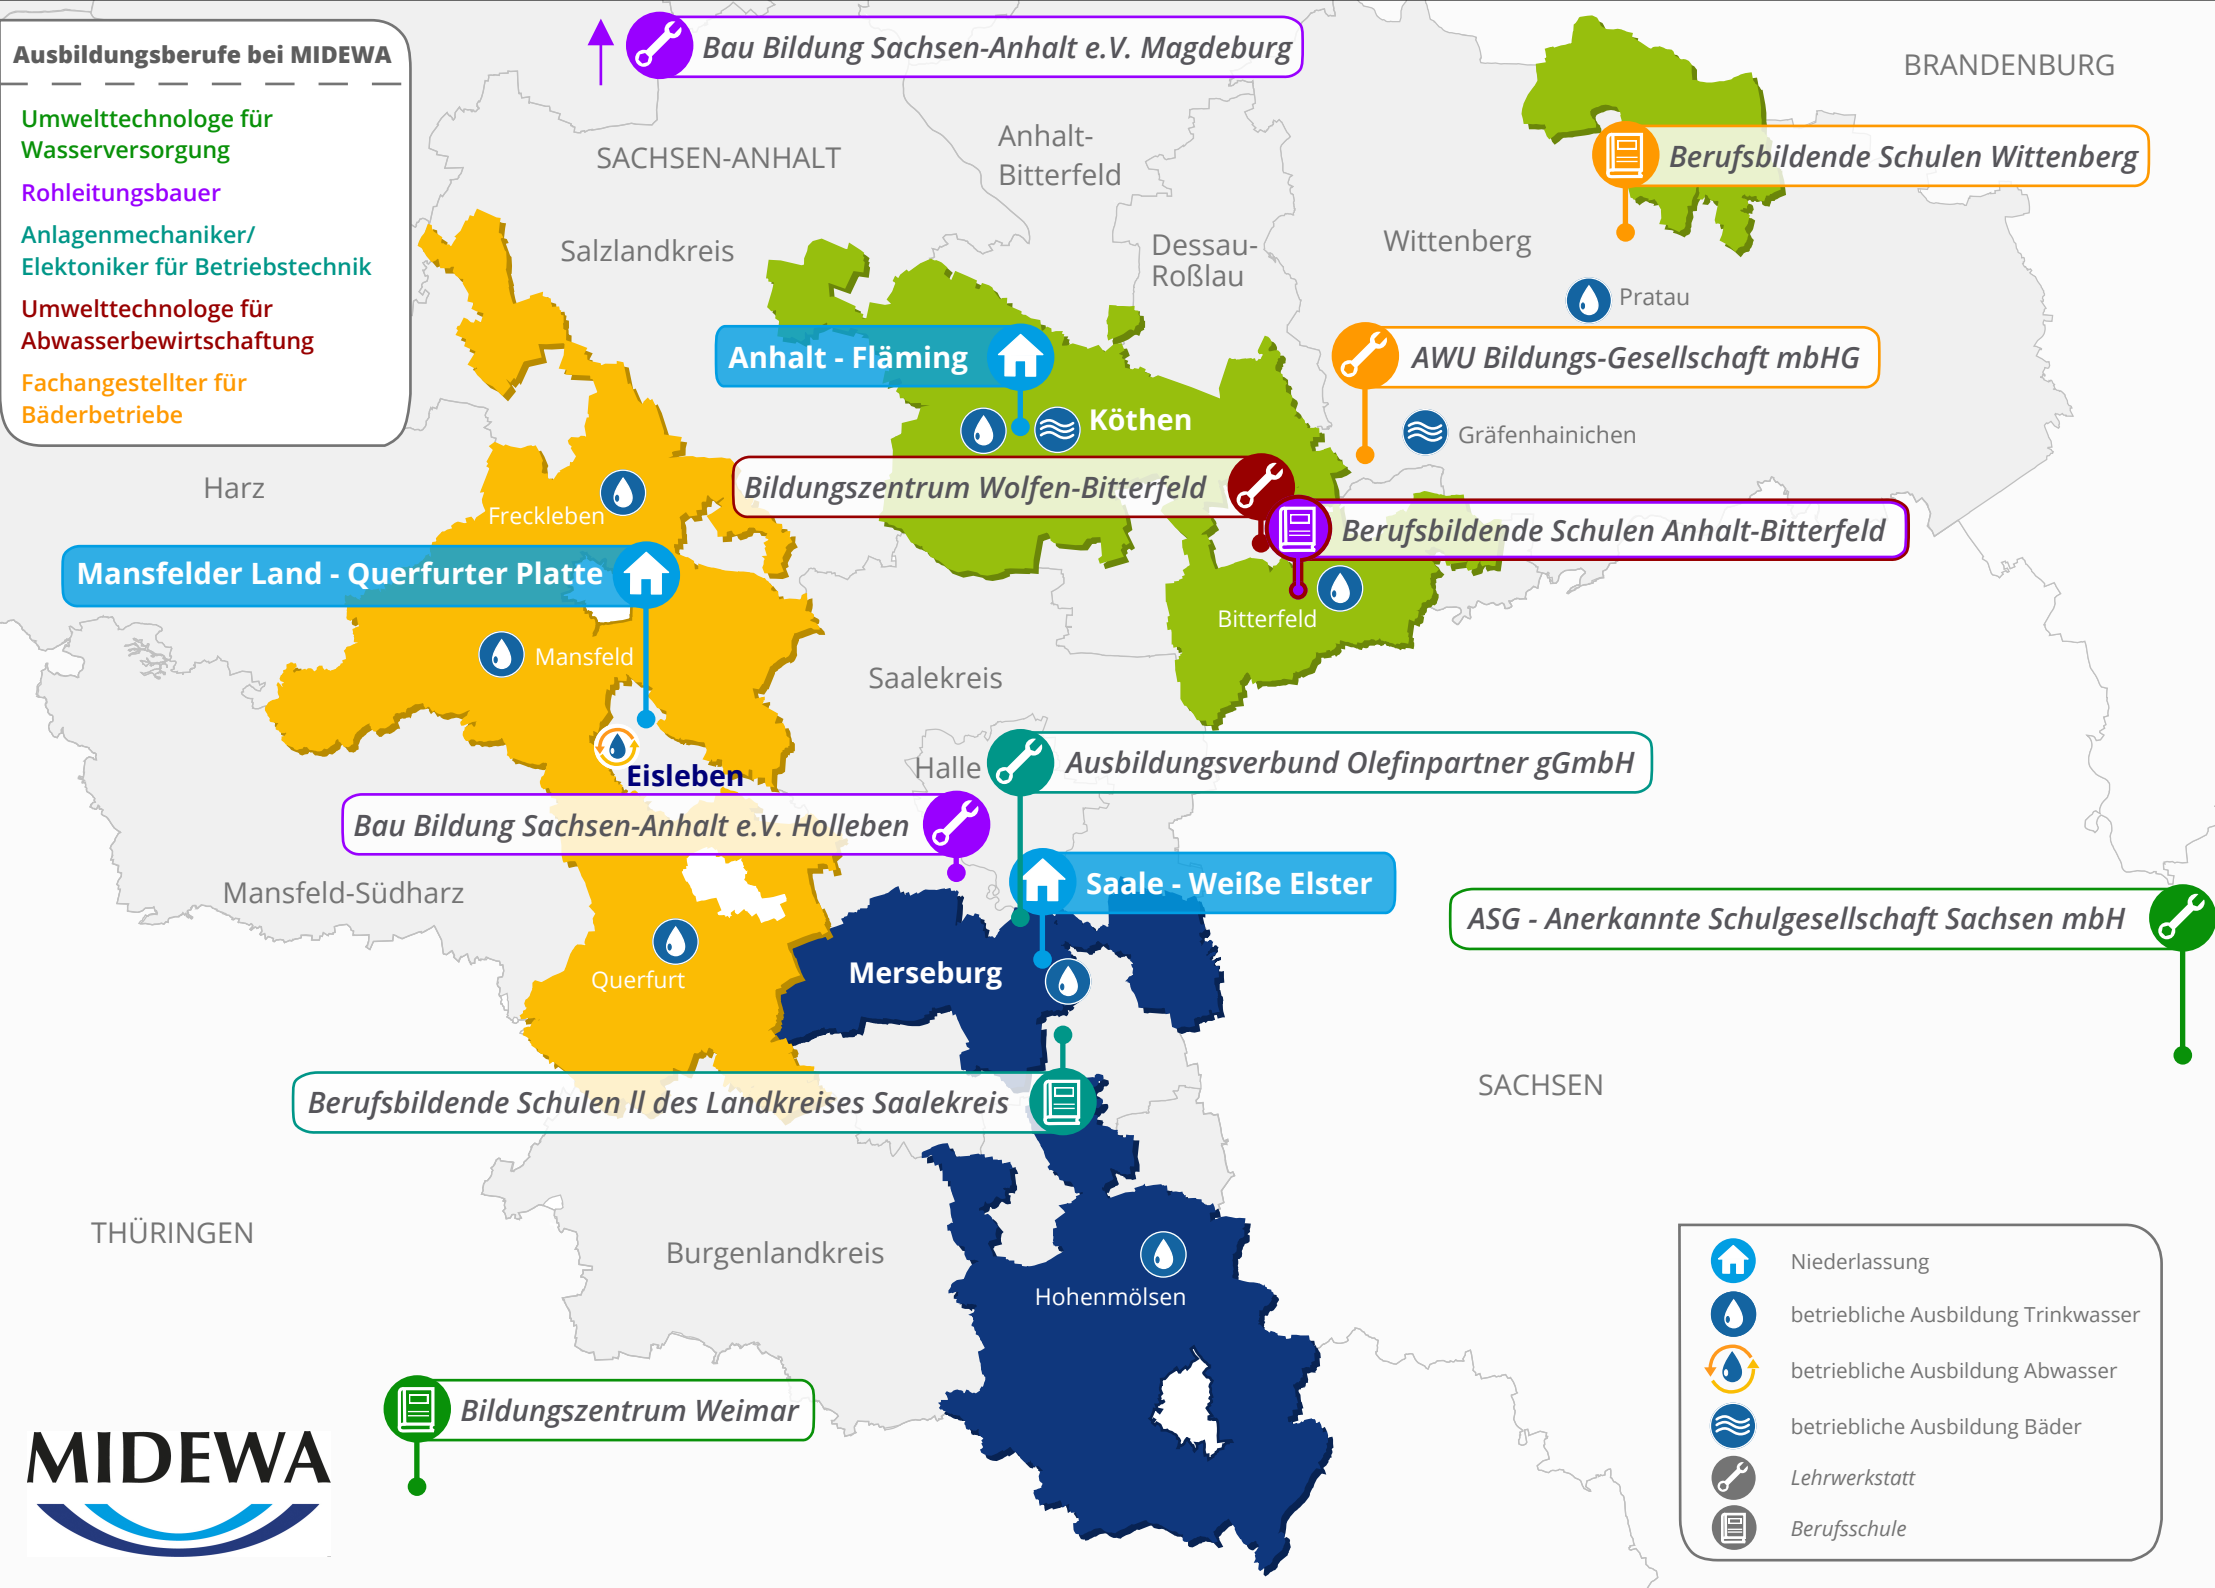 Ausbildungsberufe bei MIDEWA
Umwelttechnologe für
Wasserversorgung
Rohleitungsbauer
Anlagenmechaniker/
Elektoniker für Betriebstechnik
Umwelttechnologe für
Abwasserbewirtschaftung
Fachangestellter für
Bäderbetriebe
Bau Bildung Sachsen-Anhalt e.V. Magdeburg
BRANDENBURG
SACHSEN-ANHALT
Anhalt-
Bitterfeld
Berufsbildende Schulen Wittenberg
Salzlandkreis
Dessau-
Roßlau
Wittenberg
Pratau
Anhalt - Fläming
AWU Bildungs-Gesellschaft mbHG
Köthen
Gräfenhainichen
Harz
Freckleben
Bildungszentrum Wolfen-Bitterfeld
Berufsbildende Schulen Anhalt-Bitterfeld
Mansfelder Land - Querfurter Platte
Bitterfeld
Mansfeld
Saalekreis
Halle
Ausbildungsverbund Olefinpartner gGmbH
Eisleben
Bau Bildung Sachsen-Anhalt e.V. Holleben
Mansfeld-Südharz
Saale - Weiße Elster
ASG - Anerkannte Schulgesellschaft Sachsen mbH
Querfurt
Merseburg
Berufsbildende Schulen II des Landkreises Saalekreis
SACHSEN
THÜRINGEN
Burgenlandkreis
Hohenmölsen
Bildungszentrum Weimar
MIDEWA
Niederlassung
betriebliche Ausbildung Trinkwasser
betriebliche Ausbildung Abwasser
betriebliche Ausbildung Bäder
Lehrwerkstatt
Berufsschule